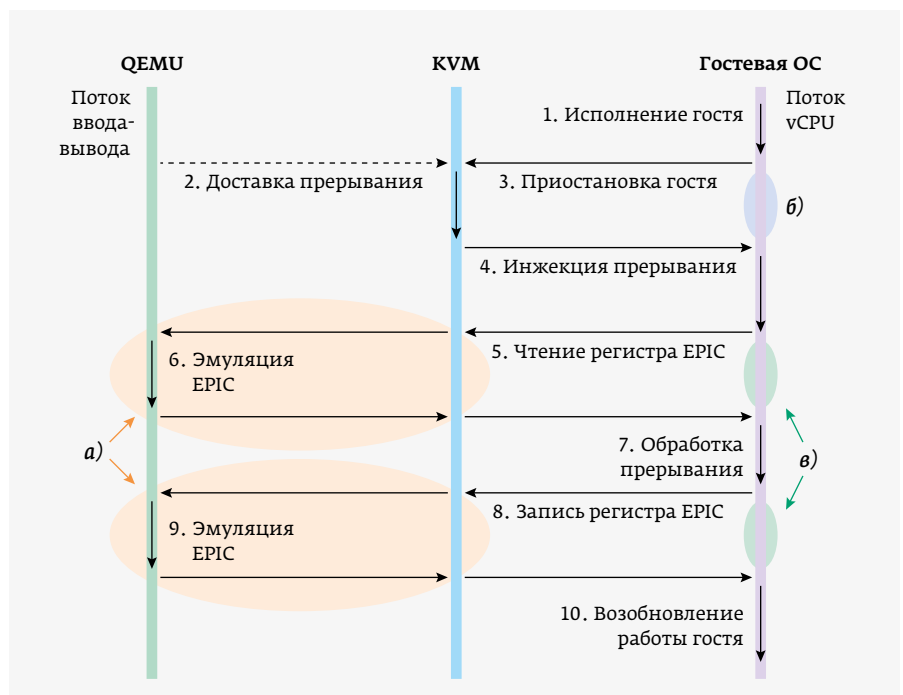 QEMU
KVM
Гостевая ОС
Поток
ввода-
вывода
1. Исполнение гостя
Поток
vCPU
2. Доставка прерывания
3. Приостановка гостя
б)
4. Инжекция прерывания
5. Чтение регистра EPIC
6. Эмуляция
EPIC
а)
7. Обработка
прерывания
в)
8. Запись регистра EPIC
9. Эмуляция
EPIC
10. Возобновление
работы гостя